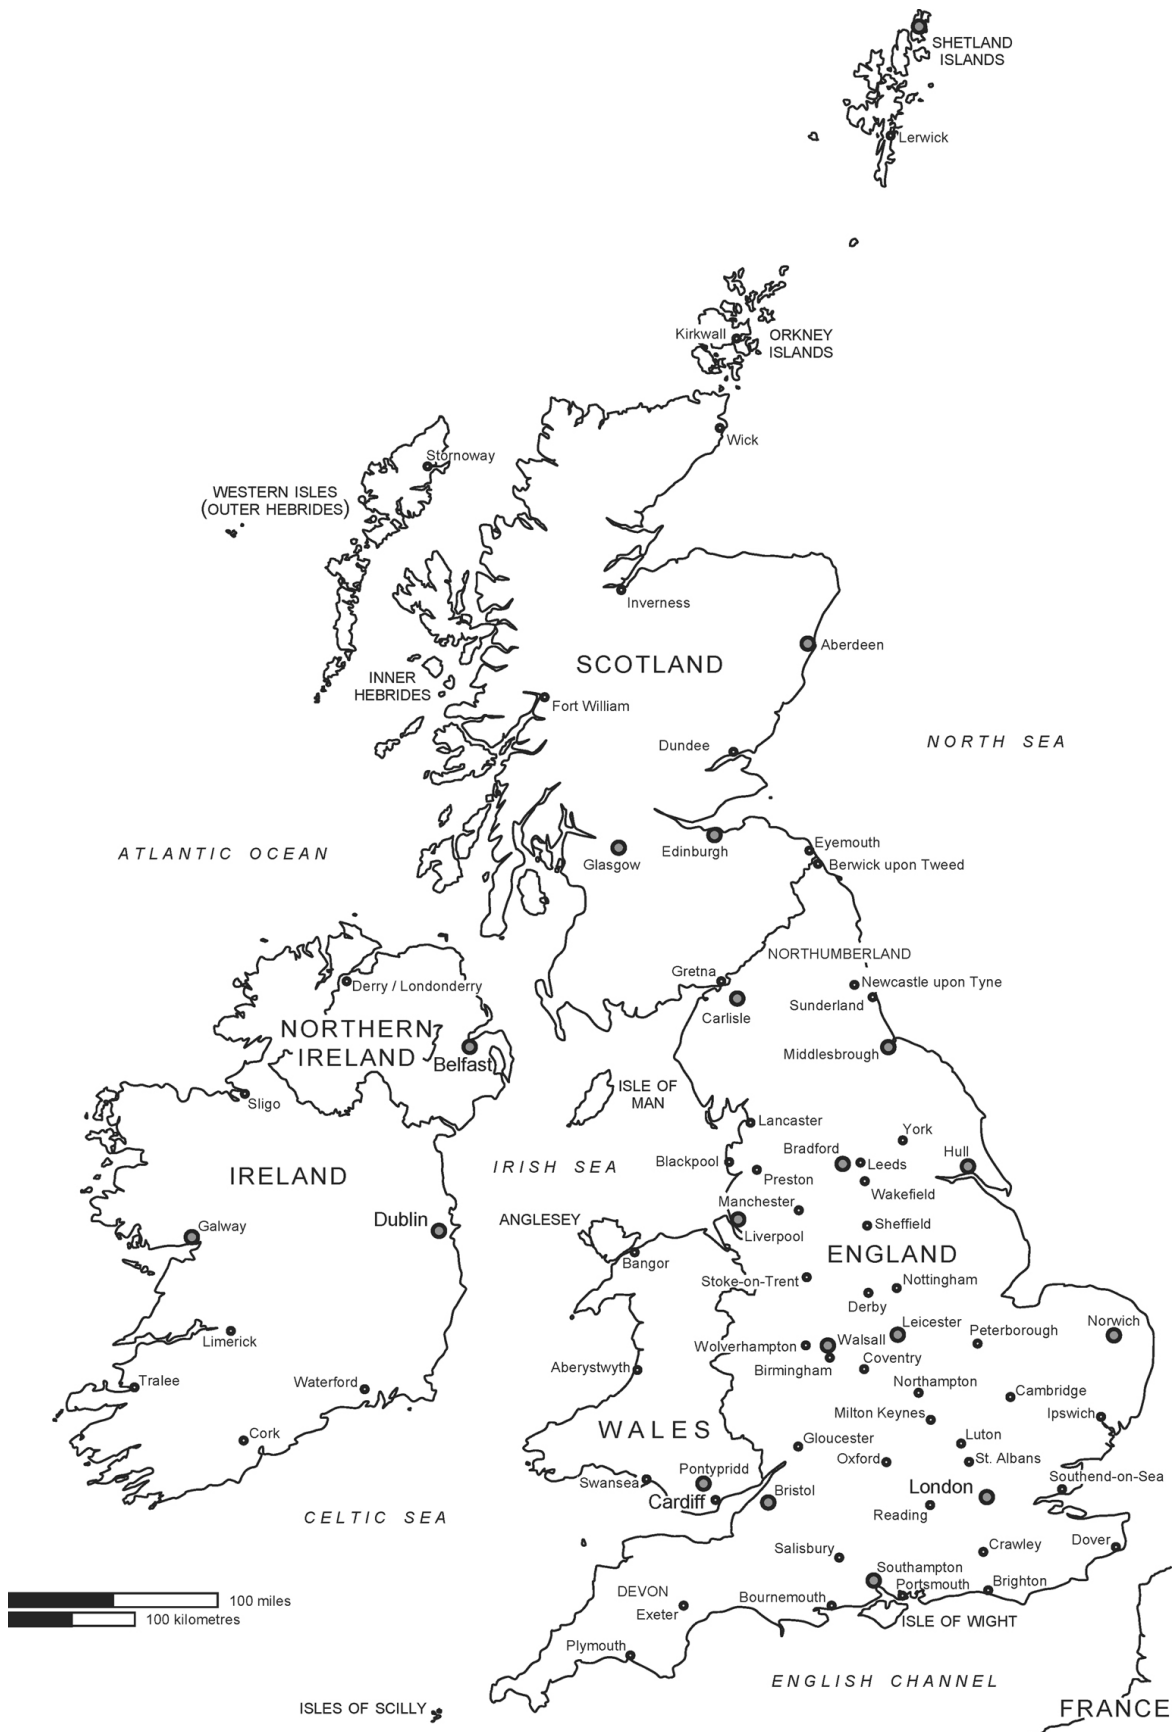 SHETLAND
ISLANDS
Lerwick
Kirkwall
ORKNEY
ISLANDS
Wick
Stornoway
WESTERN ISLES
(OUTER HEBRIDES)
Inverness
Aberdeen
SCOTLAND
INNER
HEBRIDES
Fort William
NORTH SEA
Dundee
Eyemouth
Edinburgh
ATLANTIC OCEAN
Glasgow
Berwick upon Tweed
NORTHUMBERLAND
Gretna
Newcastle upon Tyne
Derry / Londonderry
Sunderland
Carlisle
NORTHERN
IRELAND
Middlesbrough
Belfast
ISLE OF
MAN
Sligo
Lancaster
York
Bradford
Hull
Blackpool
Leeds
IRISH SEA
IRELAND
Preston
Wakefield
Manchester
Dublin
ANGLESEY
Galway
Sheffield
Liverpool
ENGLAND
Bangor
Stoke-on-Trent
Nottingham
Derby
Leicester
Norwich
Peterborough
Limerick
Walsall
Wolverhampton
Coventry
Aberystwyth
Birmingham
Tralee
Waterford
Northampton
Cambridge
Milton Keynes
Ipswich
WALES
Cork
Gloucester
Luton
Oxford
St. Albans
Pontypridd
Southend-on-Sea
Swansea
London
Bristol
Cardiff
CELTIC SEA
Reading
Dover
Salisbury
Crawley
Southampton
Brighton
Portsmouth
DEVON
Bournemouth
100 miles
Exeter
100 kilometres
ISLE OF WIGHT
Plymouth
ENGLISH CHANNEL
ISLES OF SCILLY
FRANCE